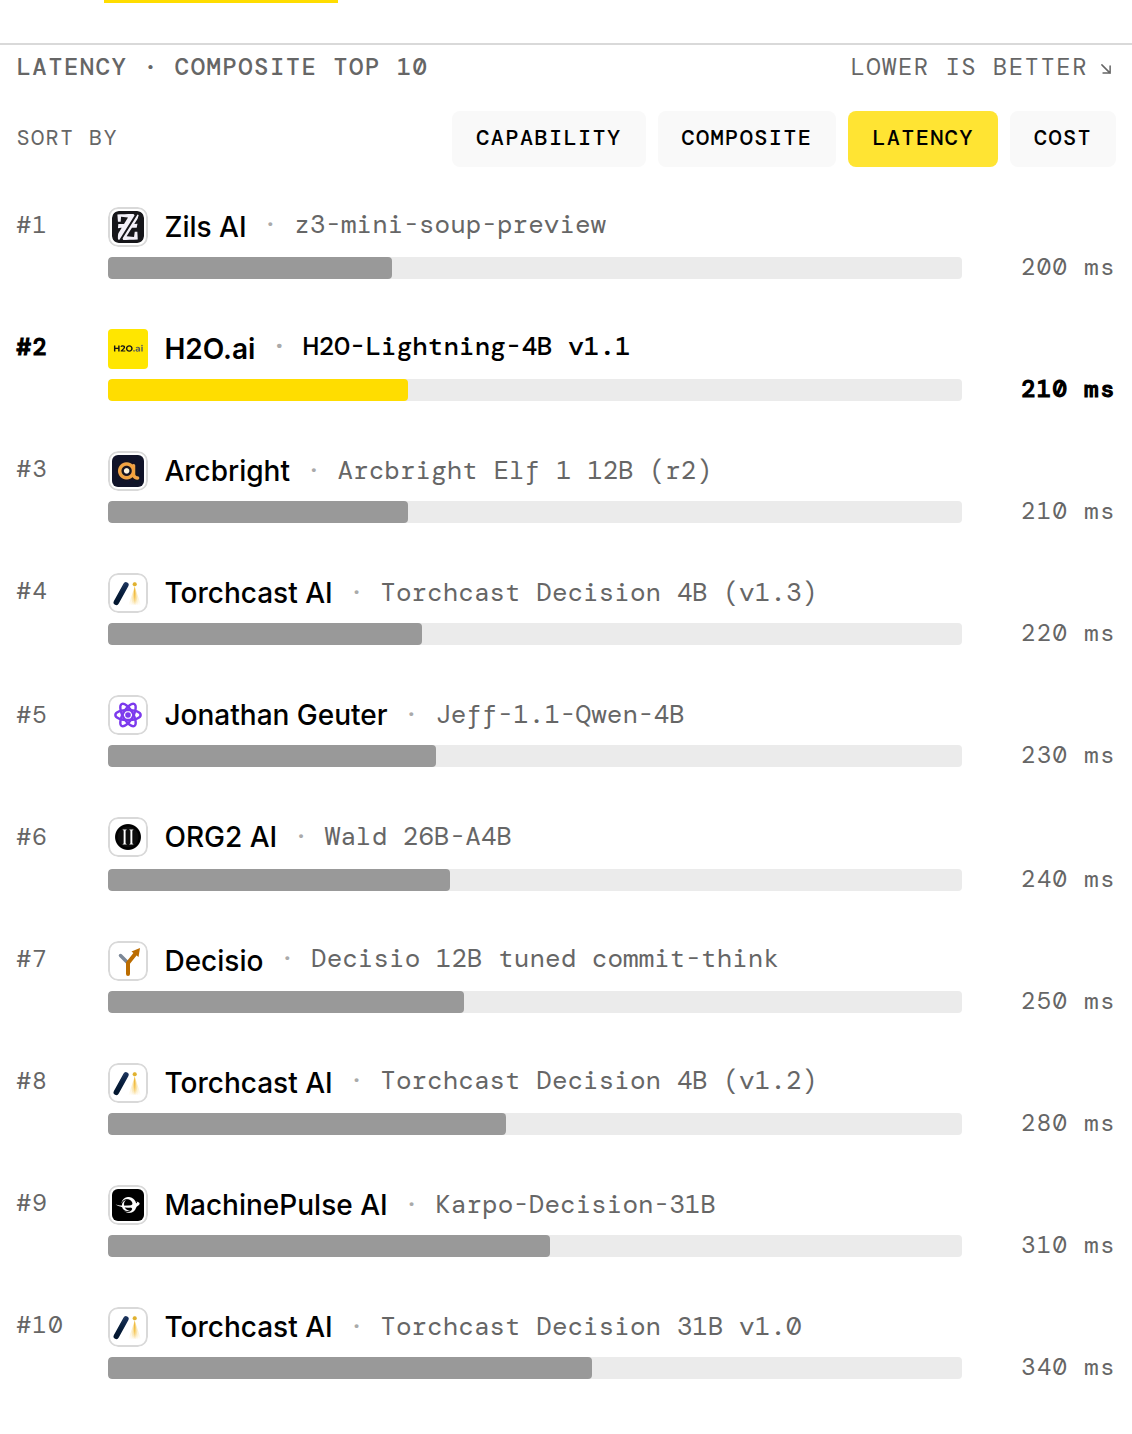 LATENCY · COMPOSITE TOP 10
LOWER IS BETTER ↘
SORT BY
CAPABILITY
COMPOSITE
LATENCY
COST
#1 Zils AI · z3-mini-soup-preview
200 ms
#2 H2O.ai H2O.ai · H2O-Lightning-4B v1.1
210 ms
#3 Arcbright · Arcbright Elf 1 12B (r2)
210 ms
#4 Torchcast AI · Torchcast Decision 4B (v1.3)
220 ms
#5 Jonathan Geuter · Jeff-1.1-Qwen-4B
230 ms
#6 ORG2 AI · Wald 26B-A4B
240 ms
#7 Decisio · Decisio 12B tuned commit-think
250 ms
#8 Torchcast AI · Torchcast Decision 4B (v1.2)
280 ms
#9 MachinePulse AI · Karpo-Decision-31B
310 ms
#10 Torchcast AI · Torchcast Decision 31B v1.0
340 ms